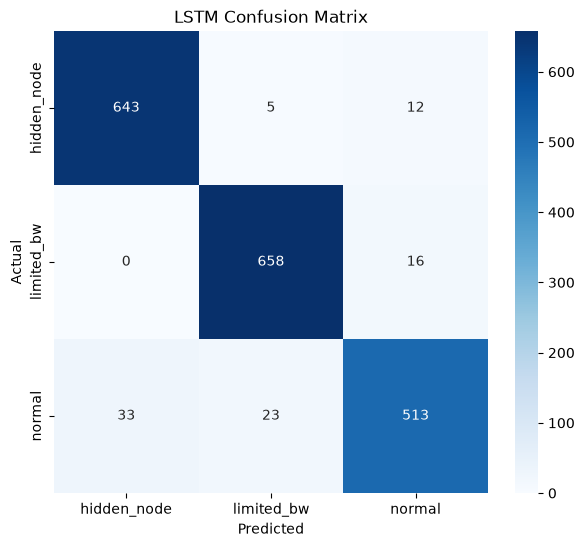 LSTM Confusion Matrix
hidden_node
643 5 12
600
500
400
Actual
limited_bw
0 658 16
300
200
normal
33 23 513
100
0
hidden_node limited_bw normal
Predicted